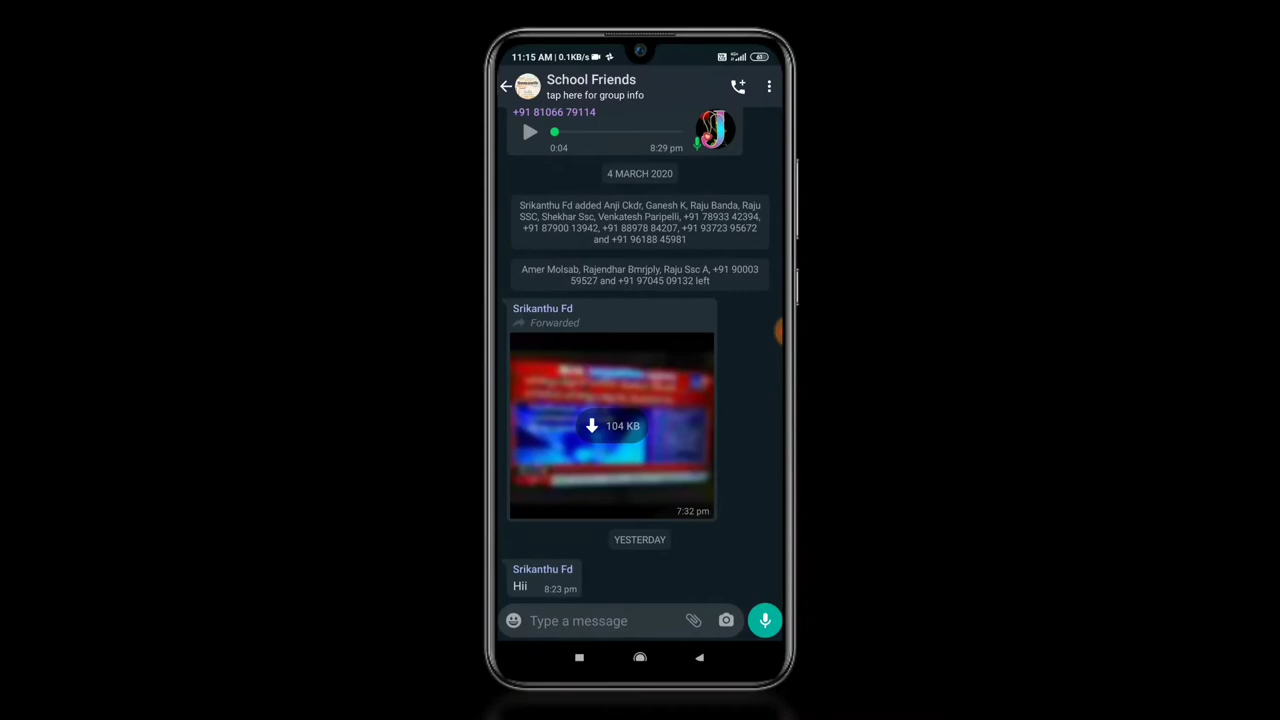 11:15 AM | 0.1KB/s
63
School Friends
tap here for group info
+91 81066 79114
0:04
8:29 pm
4 MARCH 2020
Srikanthu Fd added Anji Ckdr, Ganesh K, Raju Banda, Raju
SSC, Shekhar Ssc, Venkatesh Paripelli, +91 78933 42394,
+91 87900 13942, +91 88978 84207, +91 93723 95672
and +91 96188 45981
Amer Molsab, Rajendhar Bmrjply, Raju Ssc A, +91 90003
59527 and +91 97045 09132 left
Srikanthu Fd
Forwarded
104 KB
7:32 pm
YESTERDAY
Srikanthu Fd
Hii
8:23 pm
Type a message